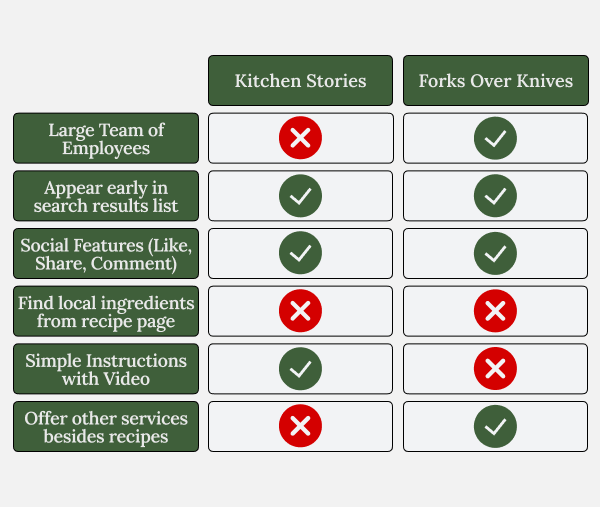 Kitchen Stories
Forks Over Knives
Large Team of
Employees
Appear early in
search results list
Social Features (Like,
Share, Comment)
Find local ingredients
from recipe page
Simple Instructions
with Video
Offer other services
besides recipes